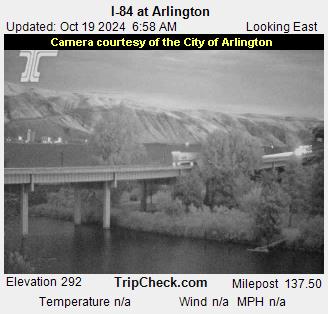 I-84 at Arlington
Updated: Oct 19 2024 6:58 AM Looking East
Camera courtesy of the City of Arlington
Elevation 292 TripCheck.com Milepost 137.50
Temperature n/a Wind n/a MPH n/a